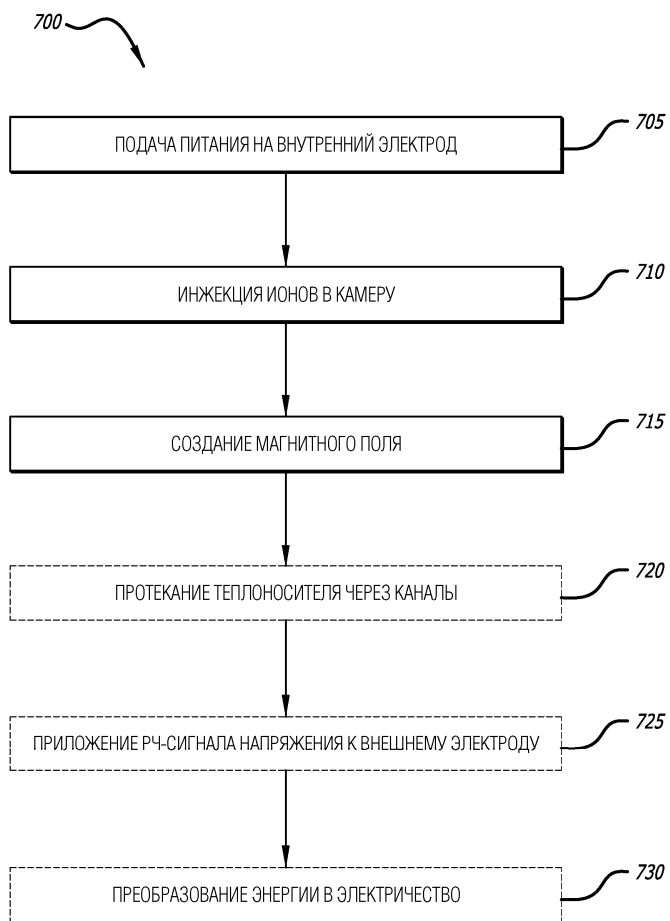 700
ПОДАЧА ПИТАНИЯ НА ВНУТРЕННИЙ ЭЛЕКТРОД
705
ИНЖЕКЦИЯ ИОНОВ В КАМЕРУ
710
СОЗДАНИЕ МАГНИТНОГО ПОЛЯ
715
ПРОТЕКАНИЕ ТЕПЛОНОСИТЕЛЯ ЧЕРЕЗ КАНАЛЫ
720
ПРИЛОЖЕНИЕ РЧ-СИГНАЛА НАПРЯЖЕНИЯ К ВНЕШНЕМУ ЭЛЕКТРОДУ
725
ПРЕОБРАЗОВАНИЕ ЭНЕРГИИ В ЭЛЕКТРИЧЕСТВО
730